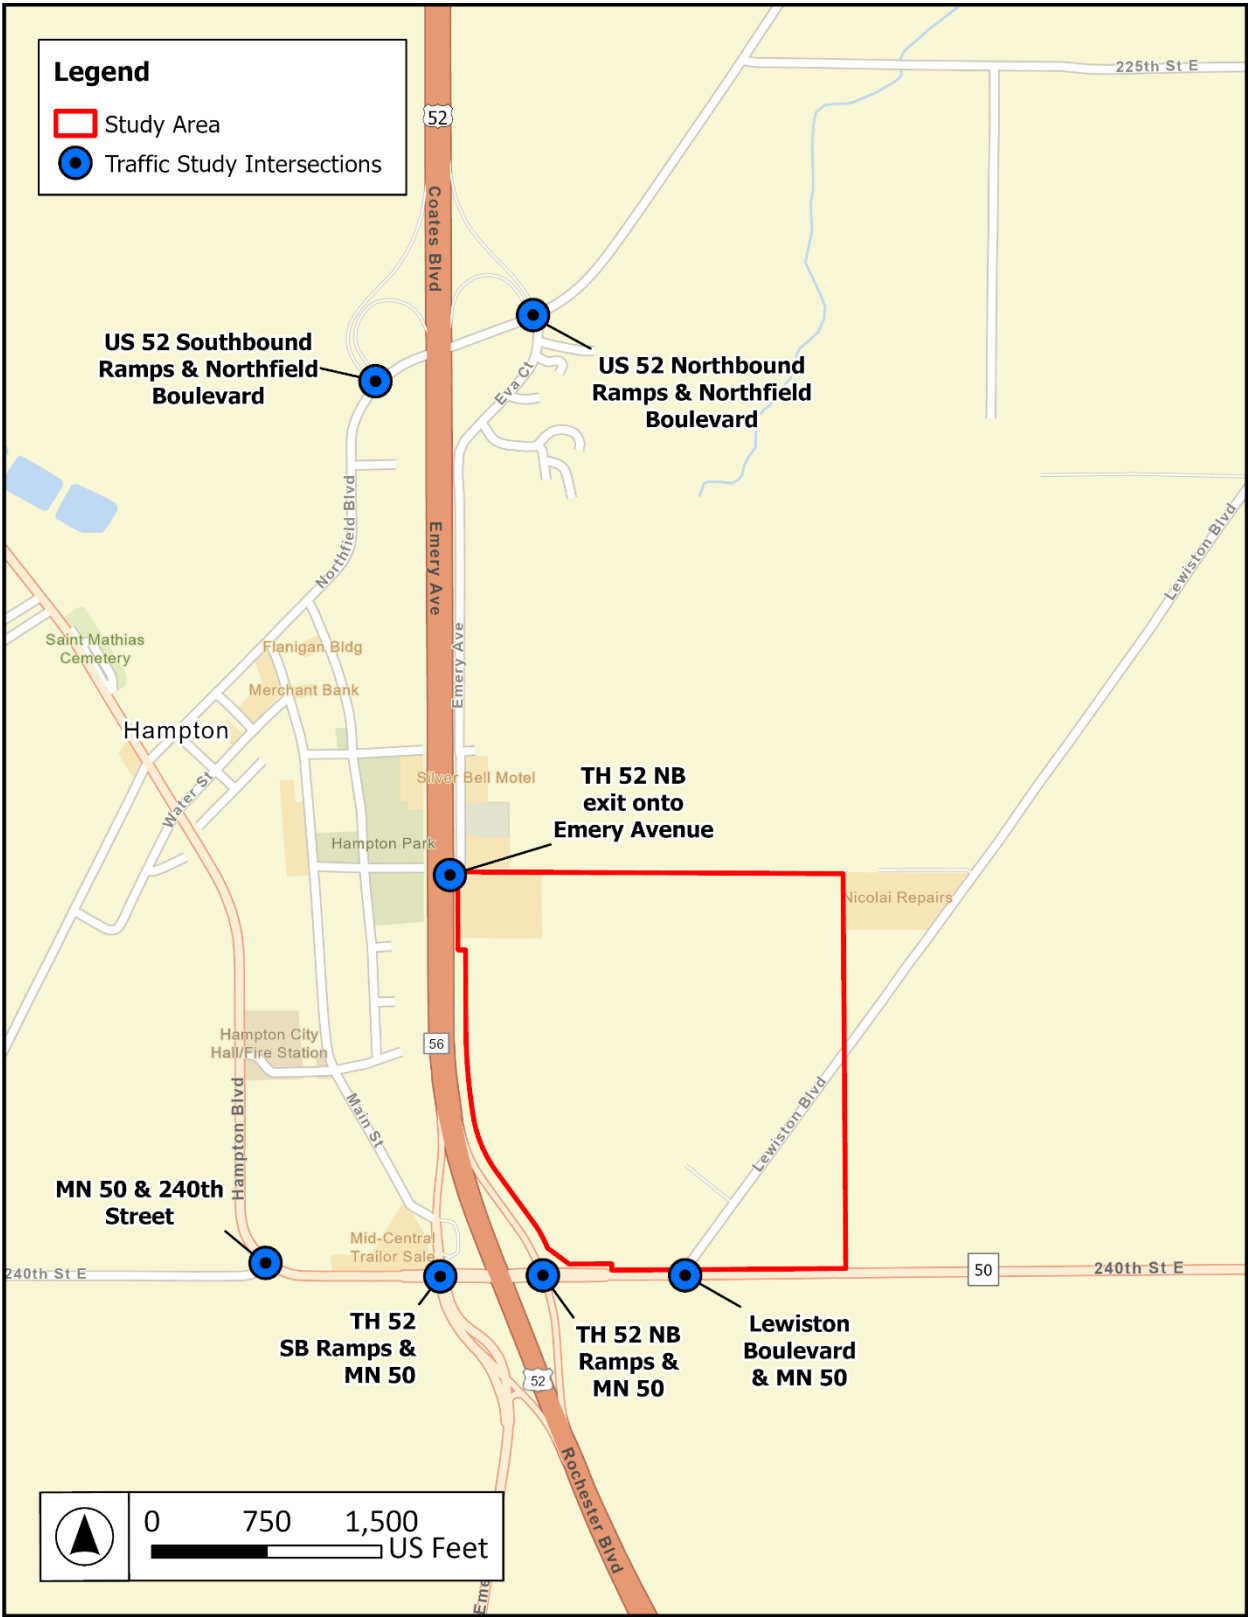 Legend
Study Area
Traffic Study Intersections
52
225th St E
Coates Blvd
US 52 Southbound
Ramps & Northfield
Boulevard
US 52 Northbound
Ramps & Northfield
Boulevard
Eva Ct
Northfield Blvd
Emery Ave
Lewiston Blvd
Saint Mathias
Cemetery
Flanigan Bldg
Merchant Bank
Emery Ave
Hampton
Water St
Silver Bell Motel
TH 52 NB
exit onto
Emery Avenue
Hampton Park
Nicolai Repairs
56
Hampton City
Hall/Fire Station
Hampton Blvd
Main St
Lewiston Blvd
MN 50 & 240th
Street
Mid-Central
Trailor Sale
240th St E
50
240th St E
TH 52
SB Ramps &
MN 50
TH 52 NB
Ramps &
MN 50
Lewiston
Boulevard
& MN 50
52
Rochester Blvd
0 750 1,500
US Feet
Eme